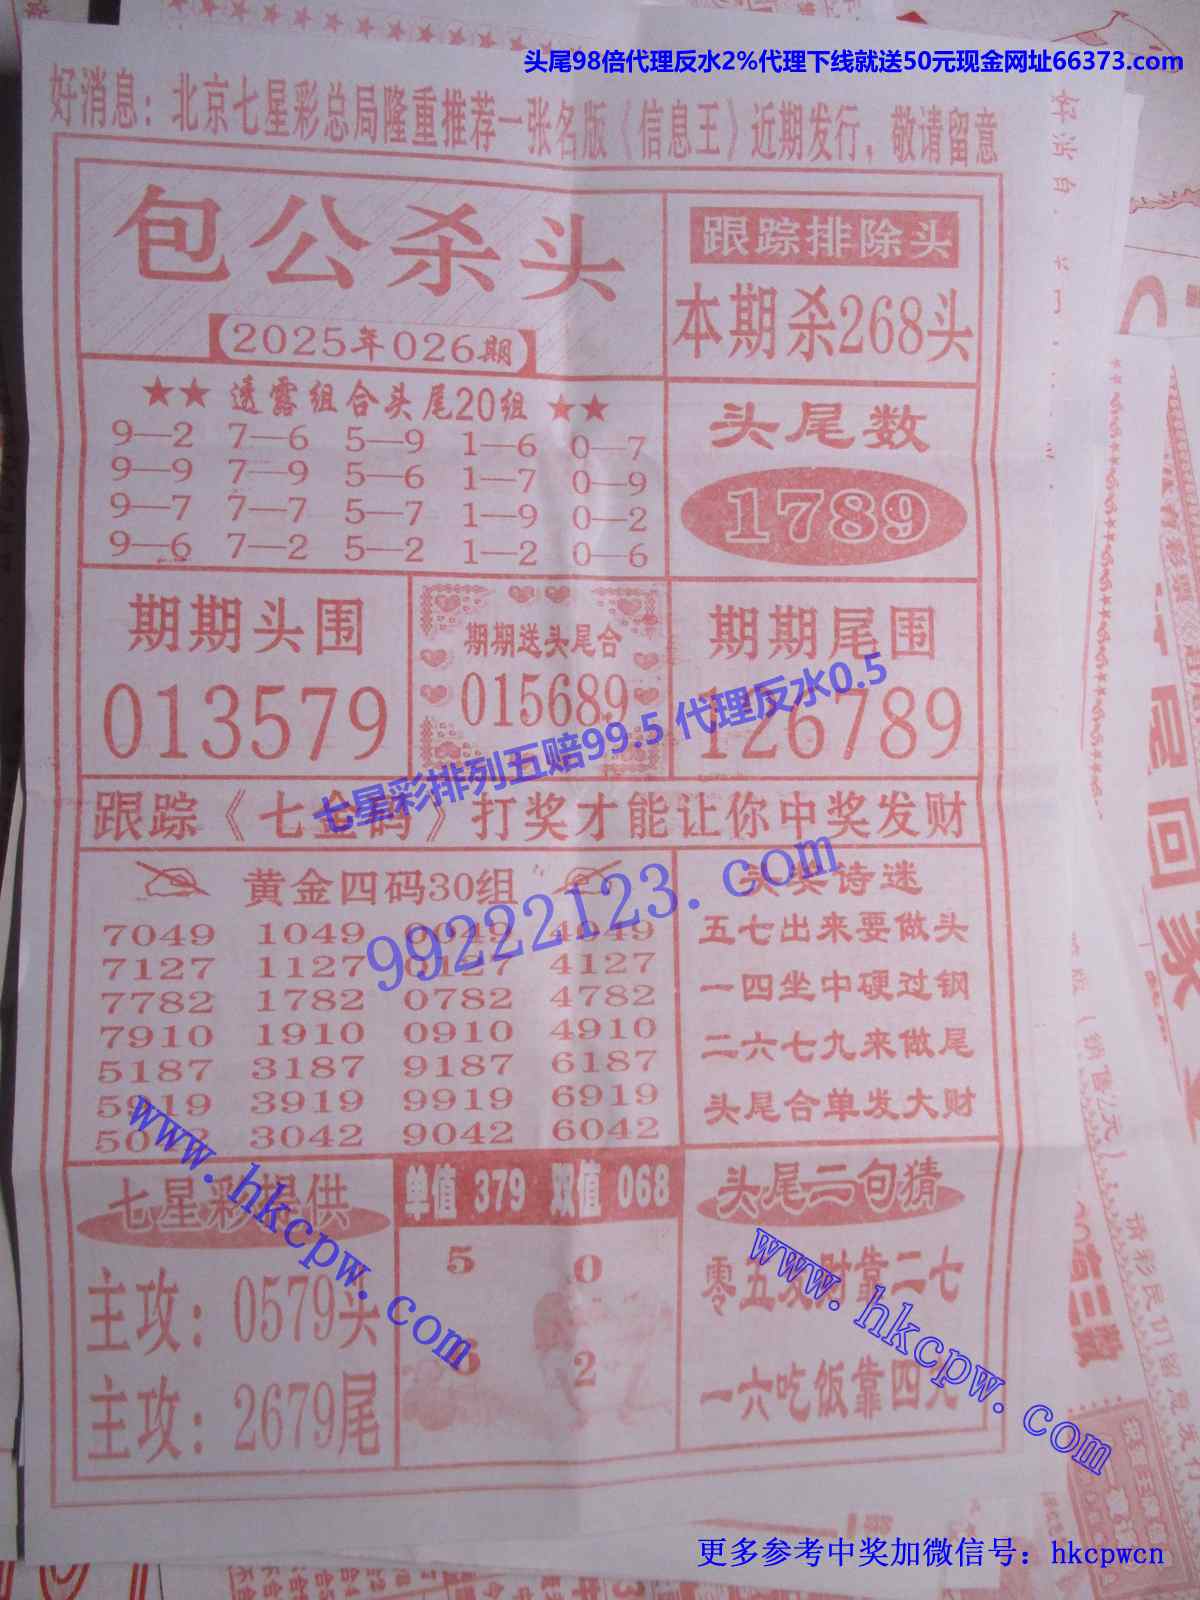 头尾98倍代理反水2%代理下线就送50元现金网址66373.com
好消息：北京七星彩总局隆重推荐一张名版《信息王》近期发行，敬请留意
包公杀头
【2025年026期】
跟踪排除头
本期杀268头
★★透露组合头尾20组★★
9—2 7—6 5—9 1—6 0—7
9—9 7—9 5—6 1—7 0—9
9—7 7—7 5—7 1—9 0—2
9—6 7—2 5—2 1—2 0—6
头尾数
1789
期期头围
013579
期期送头尾合
015689
期期尾围
126789
七星彩排列五赔99.5 代理反水0.5
跟踪《七金码》打奖才能让你中奖发财
99222123.com
黄金四码30组
7049 1049 0049 4049
7127 1127 0127 4127
7782 1782 0782 4782
7910 1910 0910 4910
5187 3187 9187 6187
5919 3919 9919 6919
5042 3042 9042 6042
头奖诗迷
五七出来要做头
一四坐中硬过钢
二六七九来做尾
头尾合单发大财
www.hkcpw.com
七星彩提供
主攻：0579头
主攻：2679尾
单值 379 双值 068
5 0
2
头尾二句猜
零五发财靠二七
一六吃饭靠四九
www.hkcpw.com
更多参考中奖加微信号：hkcpwcn